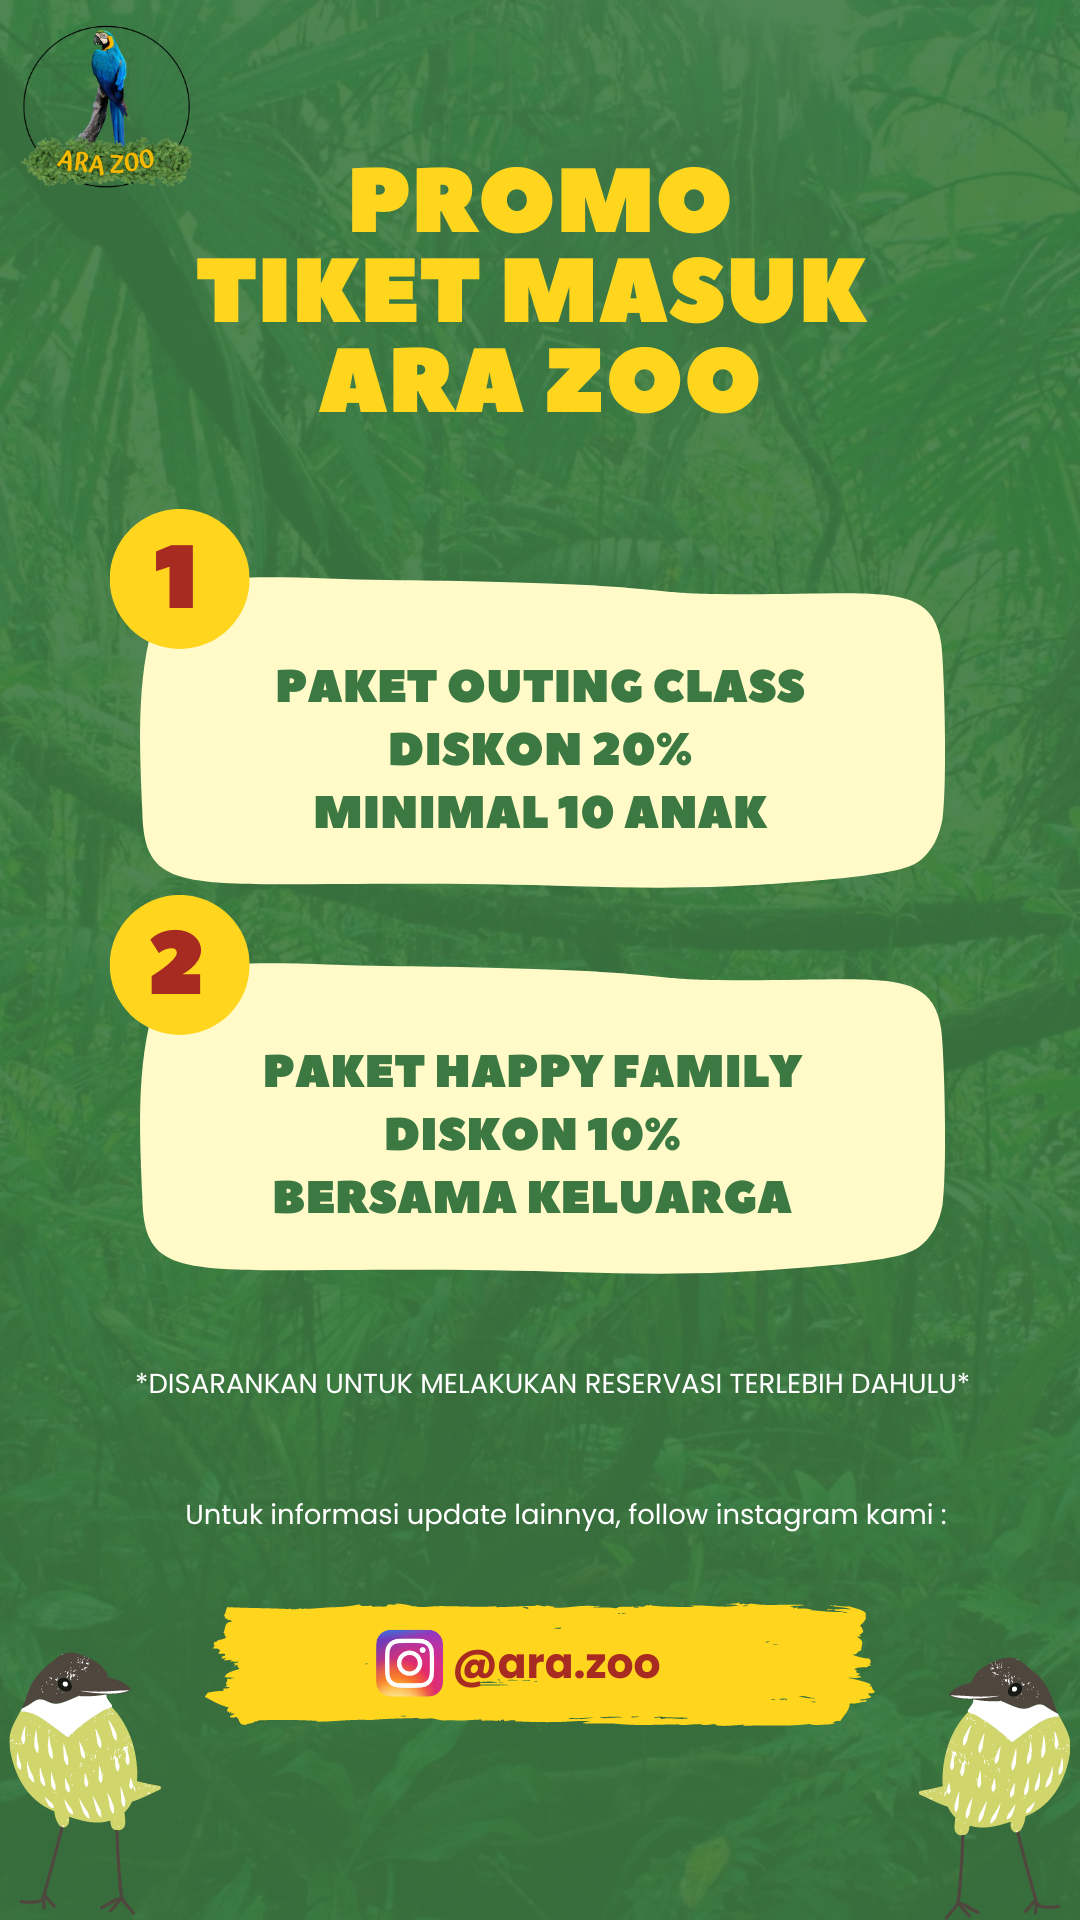 ARA ZOO
PROMO
TIKET MASUK
ARA ZOO
1
PAKET OUTING CLASS
DISKON 20%
MINIMAL 10 ANAK
2
PAKET HAPPY FAMILY
DISKON 10%
BERSAMA KELUARGA
*DISARANKAN UNTUK MELAKUKAN RESERVASI TERLEBIH DAHULU*
Untuk informasi update lainnya, follow instagram kami :
@ara.zoo